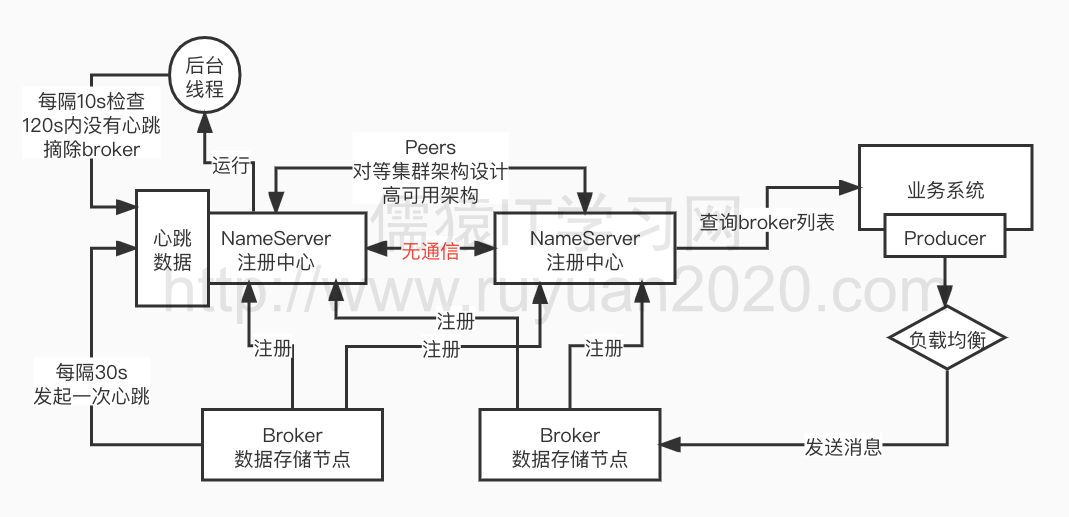 后台
线程
每隔10s检查
120s内没有心跳
摘除broker
运行
Peers
对等集群架构设计
高可用架构
业务系统
Producer
查询broker列表
心跳
数据
NameServer
注册中心
无通信
NameServer
注册中心
儒猿IT学习网
http://www.ruyuan2020.com
注册
注册
注册
注册
负载均衡
每隔30s
发起一次心跳
Broker
数据存储节点
Broker
数据存储节点
发送消息